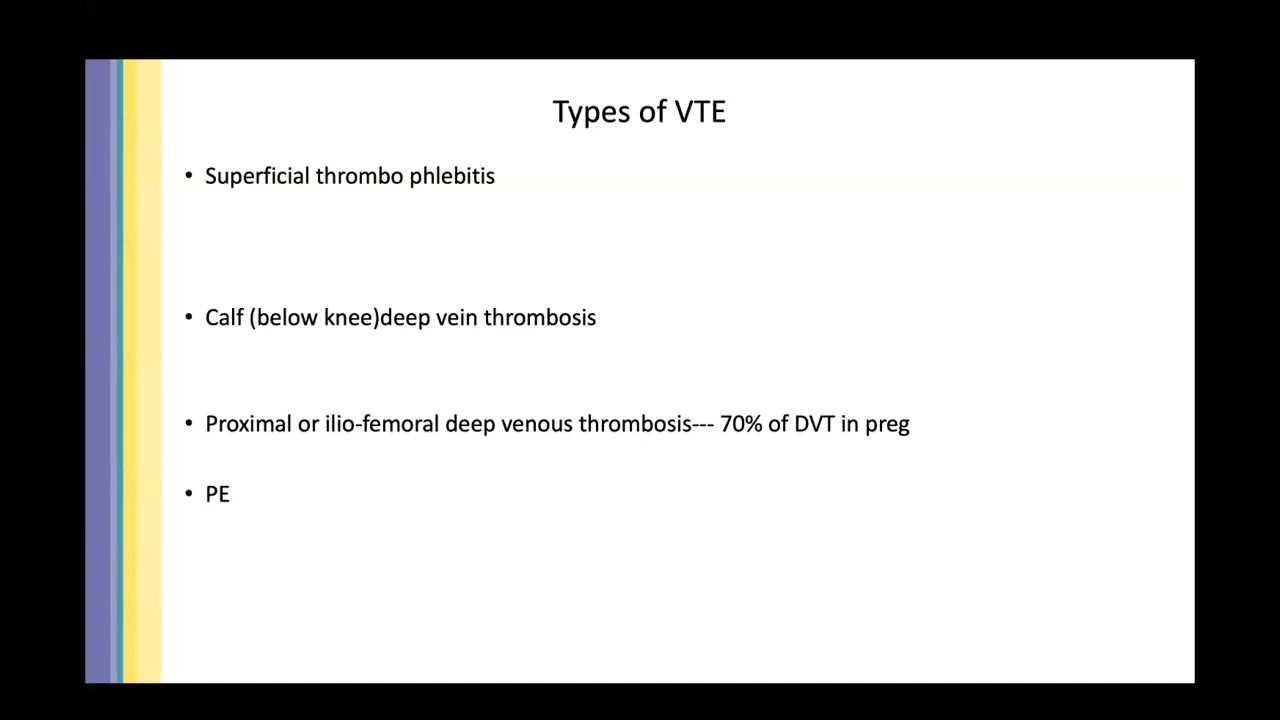 Types of VTE
• Superficial thrombo phlebitis
• Calf (below knee)deep vein thrombosis
• Proximal or ilio-femoral deep venous thrombosis--- 70% of DVT in preg
• PE